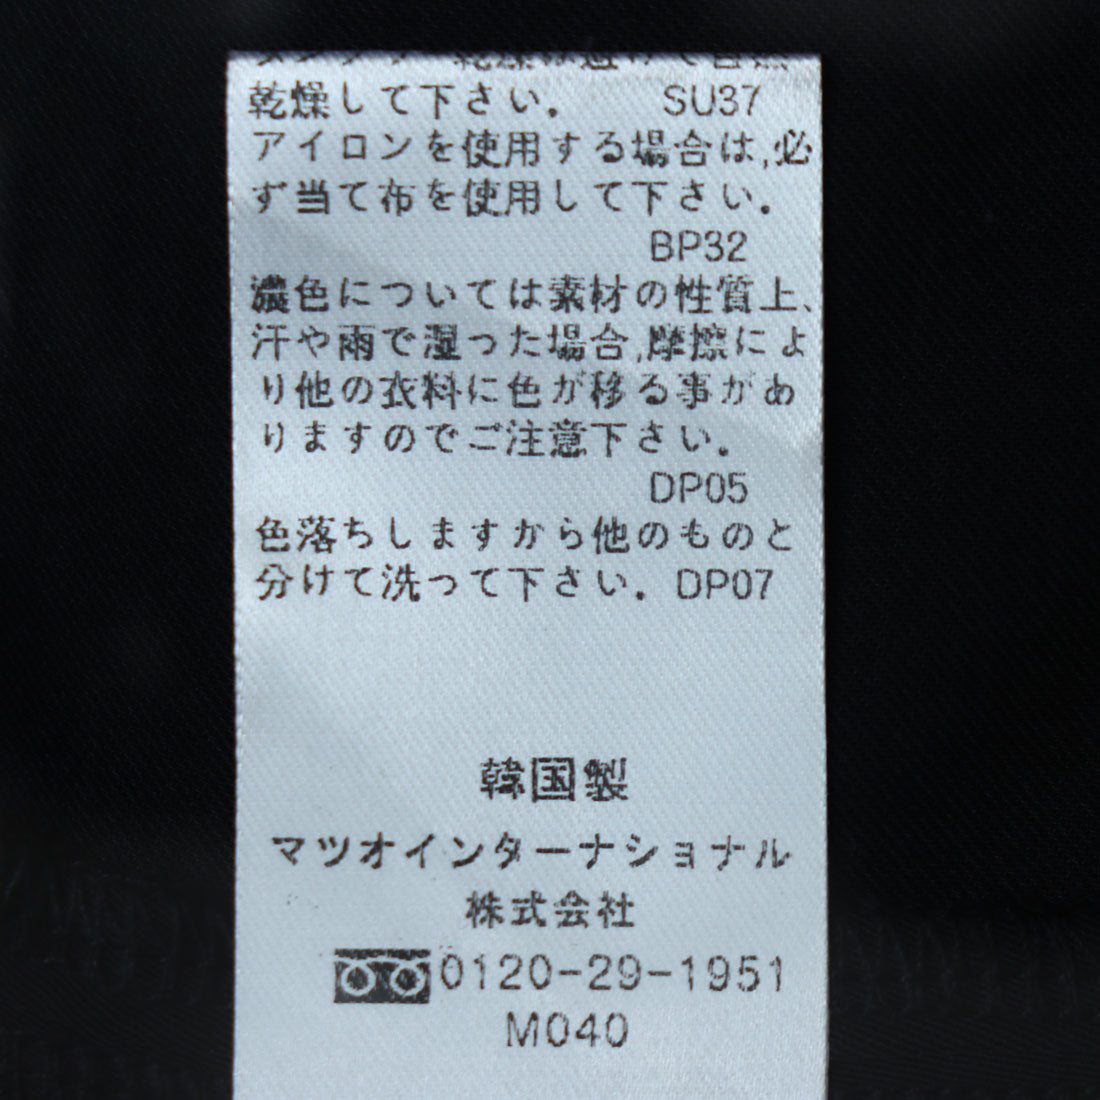 乾燥して下さい。 SU37
アイロンを使用する場合は,必
ず当て布を使用して下さい。
BP32
濃色については素材の性質上、
汗や雨で湿った場合,摩擦によ
り他の衣料に色が移る事があ
りますのでご注意下さい。
DP05
色落ちしますから他のものと
分けて洗って下さい。DP07
韓国製
マツオインターナショナル
株式会社
0120-29-1951
M040